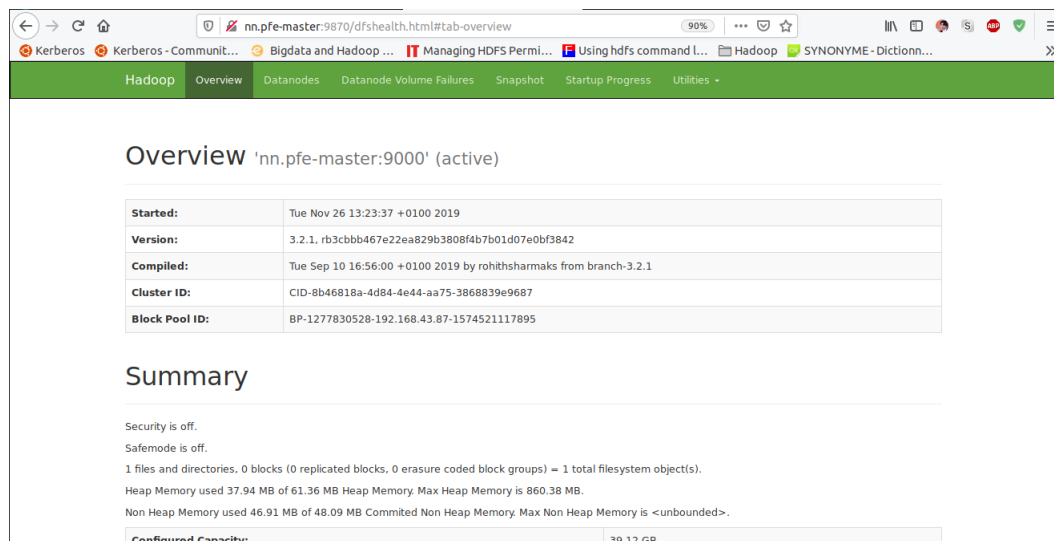 nn.pfe-master:9870/dfshealth.html#tab-overview 90%
Kerberos Kerberos - Communit... Bigdata and Hadoop ... Managing HDFS Permi... Using hdfs command l... Hadoop SYNONYME - Dictionn...
Hadoop Overview Datanodes Datanode Volume Failures Snapshot Startup Progress Utilities
Overview 'nn.pfe-master:9000' (active)
Started: Tue Nov 26 13:23:37 +0100 2019
Version: 3.2.1, rb3cbbb467e22ea829b3808f4b7b01d07e0bf3842
Compiled: Tue Sep 10 16:56:00 +0100 2019 by rohithsharmaks from branch-3.2.1
Cluster ID: CID-8b46818a-4d84-4e44-aa75-3868839e9687
Block Pool ID: BP-1277830528-192.168.43.87-1574521117895
Summary
Security is off.
Safemode is off.
1 files and directories, 0 blocks (0 replicated blocks, 0 erasure coded block groups) = 1 total filesystem object(s).
Heap Memory used 37.94 MB of 61.36 MB Heap Memory. Max Heap Memory is 860.38 MB.
Non Heap Memory used 46.91 MB of 48.09 MB Commited Non Heap Memory. Max Non Heap Memory is <unbounded>.
Configured Capacity: 39.12 GB